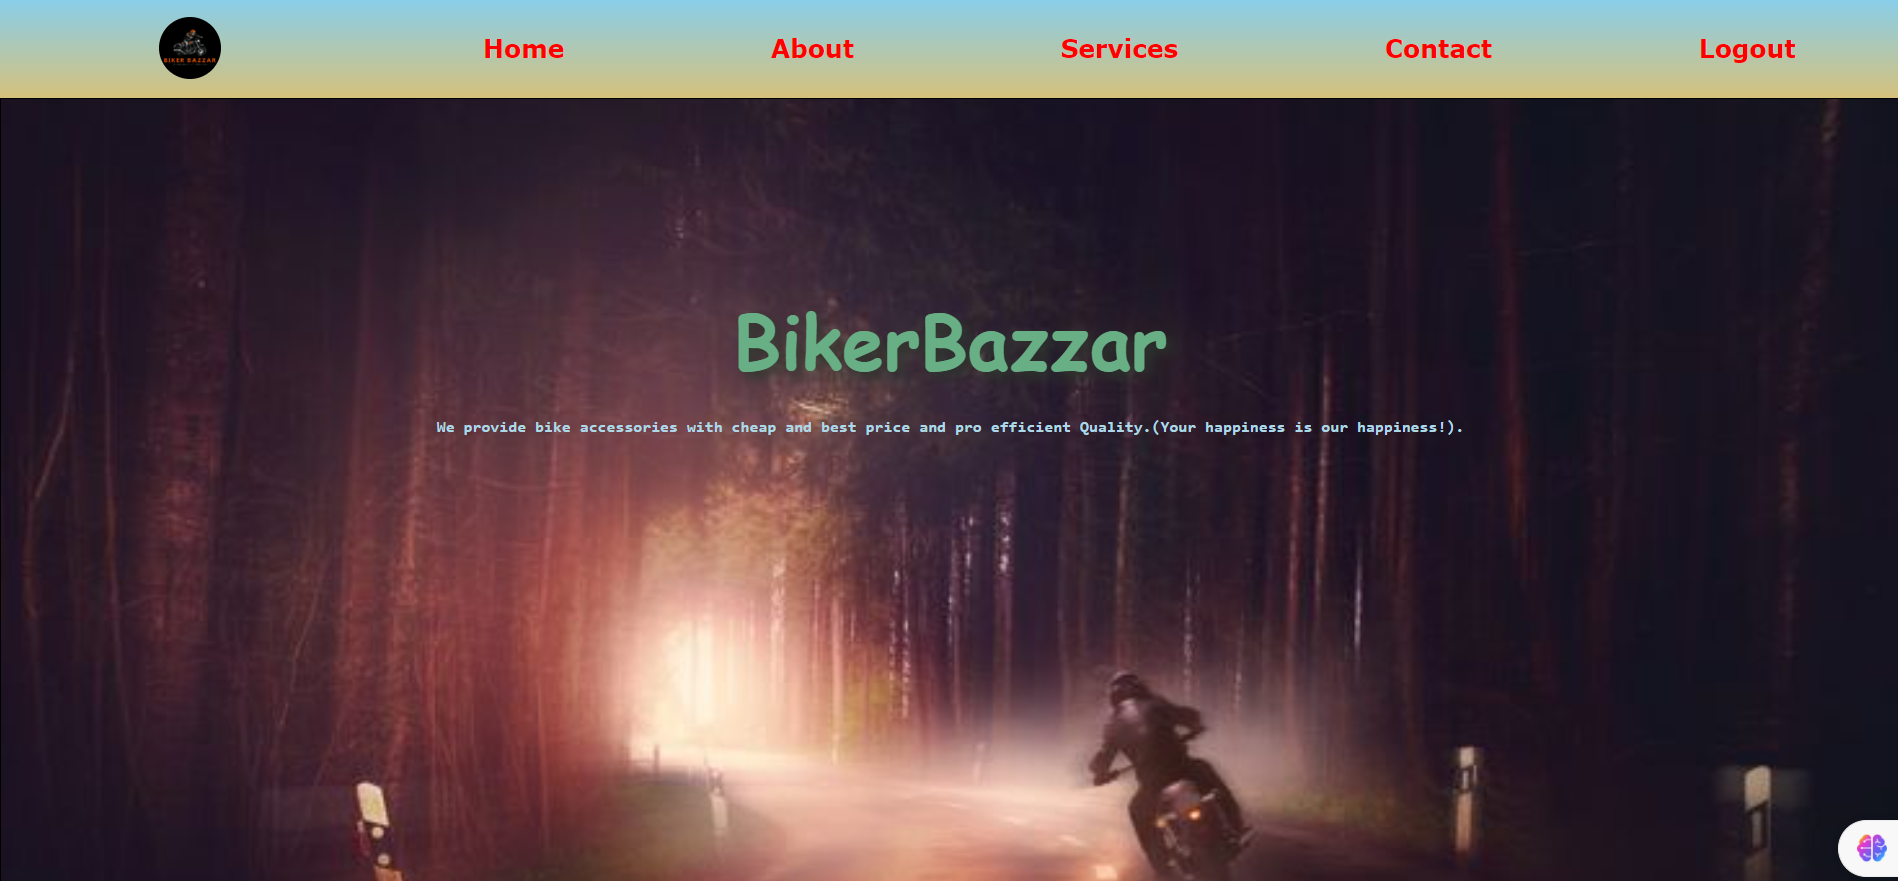 BIKER BAZZAR
Home About Services Contact Logout
BikerBazzar
We provide bike accessories with cheap and best price and pro efficient Quality.(Your happiness is our happiness!).